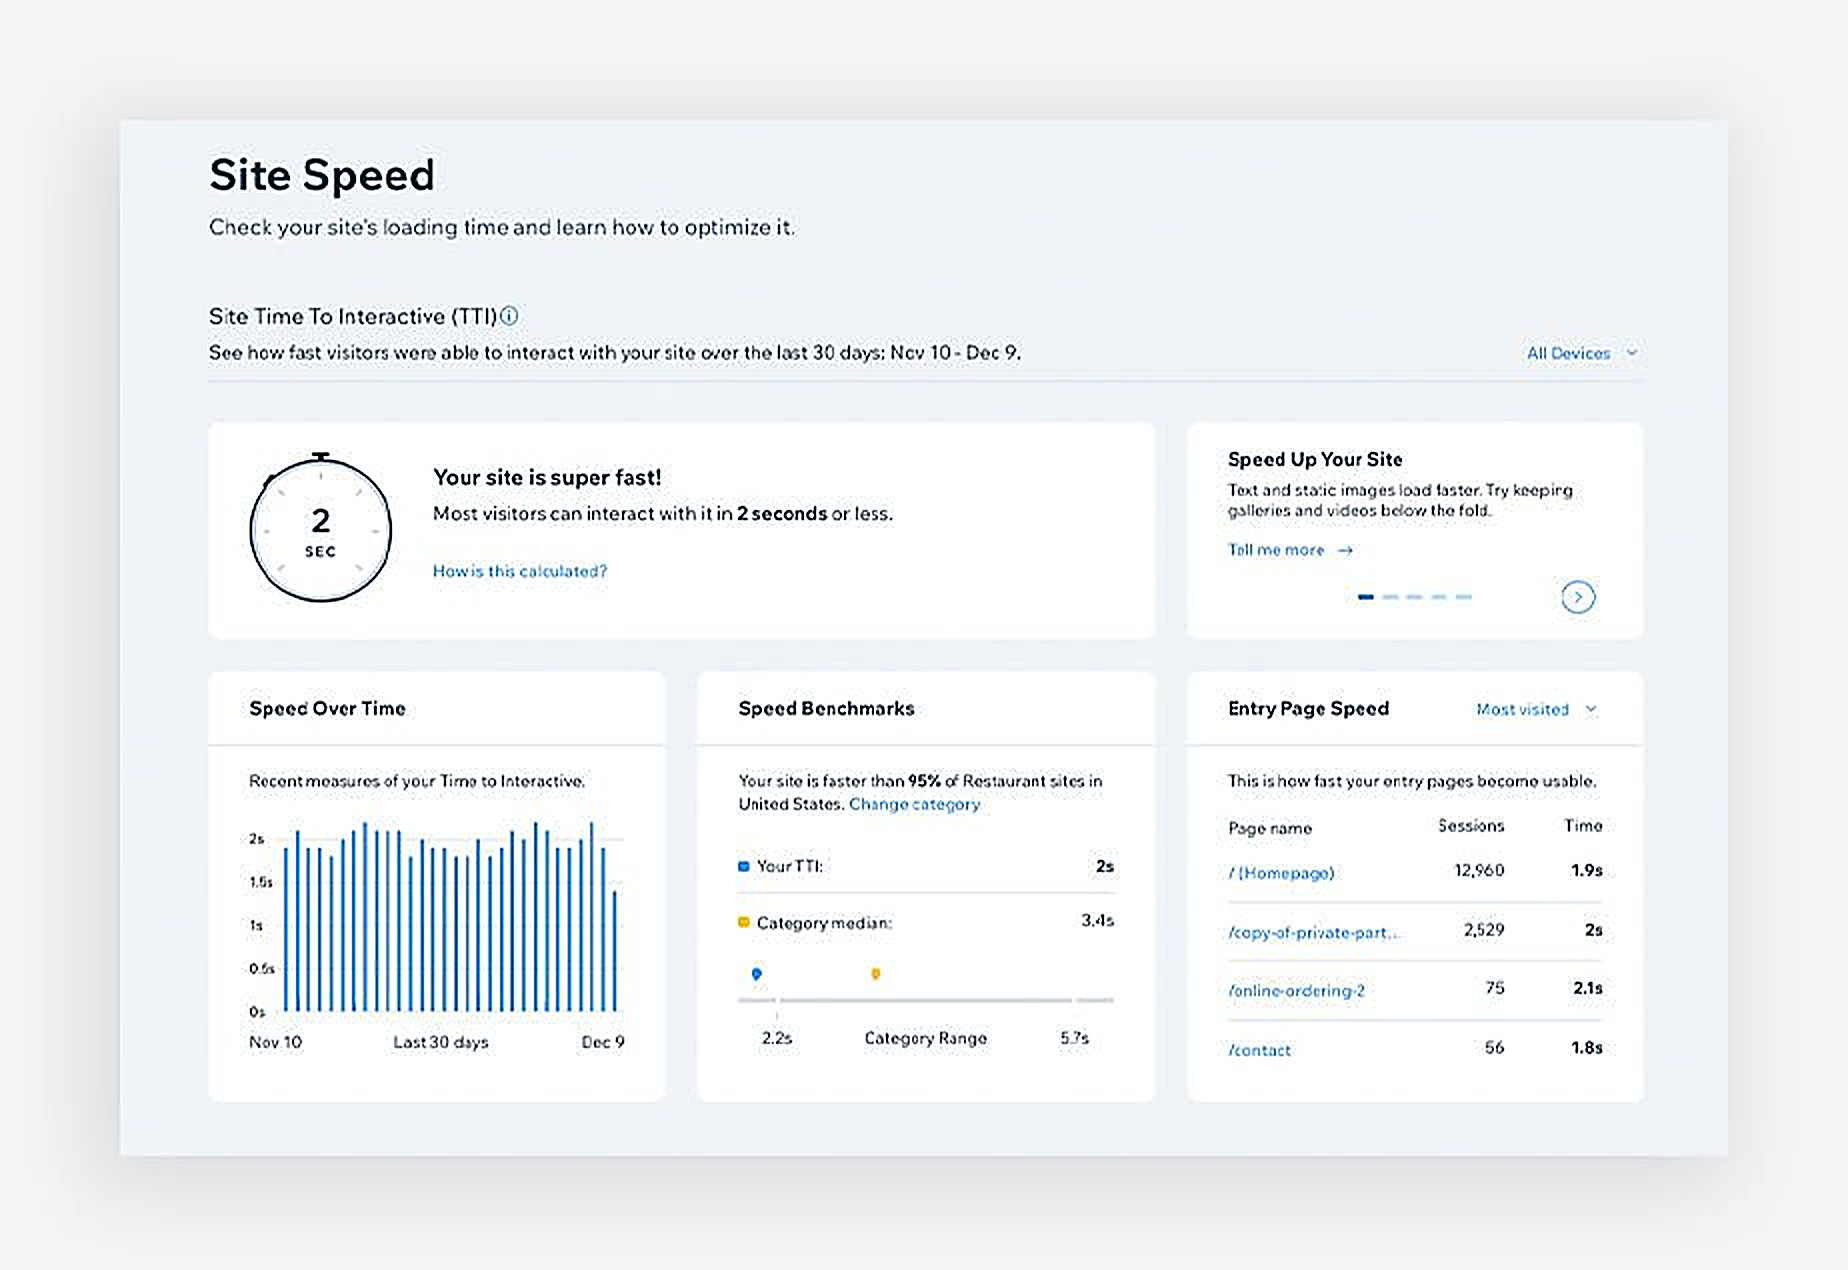 Site Speed
Check your site's loading time and learn how to optimize it.
Site Time To Interactive (TTI)
See how fast visitors were able to interact with your site over the last 30 days: Nov 10 - Dec 9.
All Devices
2
SEC
Your site is super fast!
Most visitors can interact with it in 2 seconds or less.
How is this calculated?
Speed Up Your Site
Text and static images load faster. Try keeping
galleries and videos below the fold.
Tell me more →
Speed Over Time
Recent measures of your Time to Interactive.
2s
1.5s
1s
0.5s
0s
Nov 10 Last 30 days Dec 9
Speed Benchmarks
Your site is faster than 95% of Restaurant sites in
United States. Change category
Your TTI: 2s
Category median: 3.4s
2.2s Category Range 5.7s
Entry Page Speed Most visited
This is how fast your entry pages become usable.
Page name Sessions Time
/ (Homepage) 12,960 1.9s
/copy-of-private-part... 2,529 2s
/online-ordering-2 75 2.1s
/contact 56 1.8s